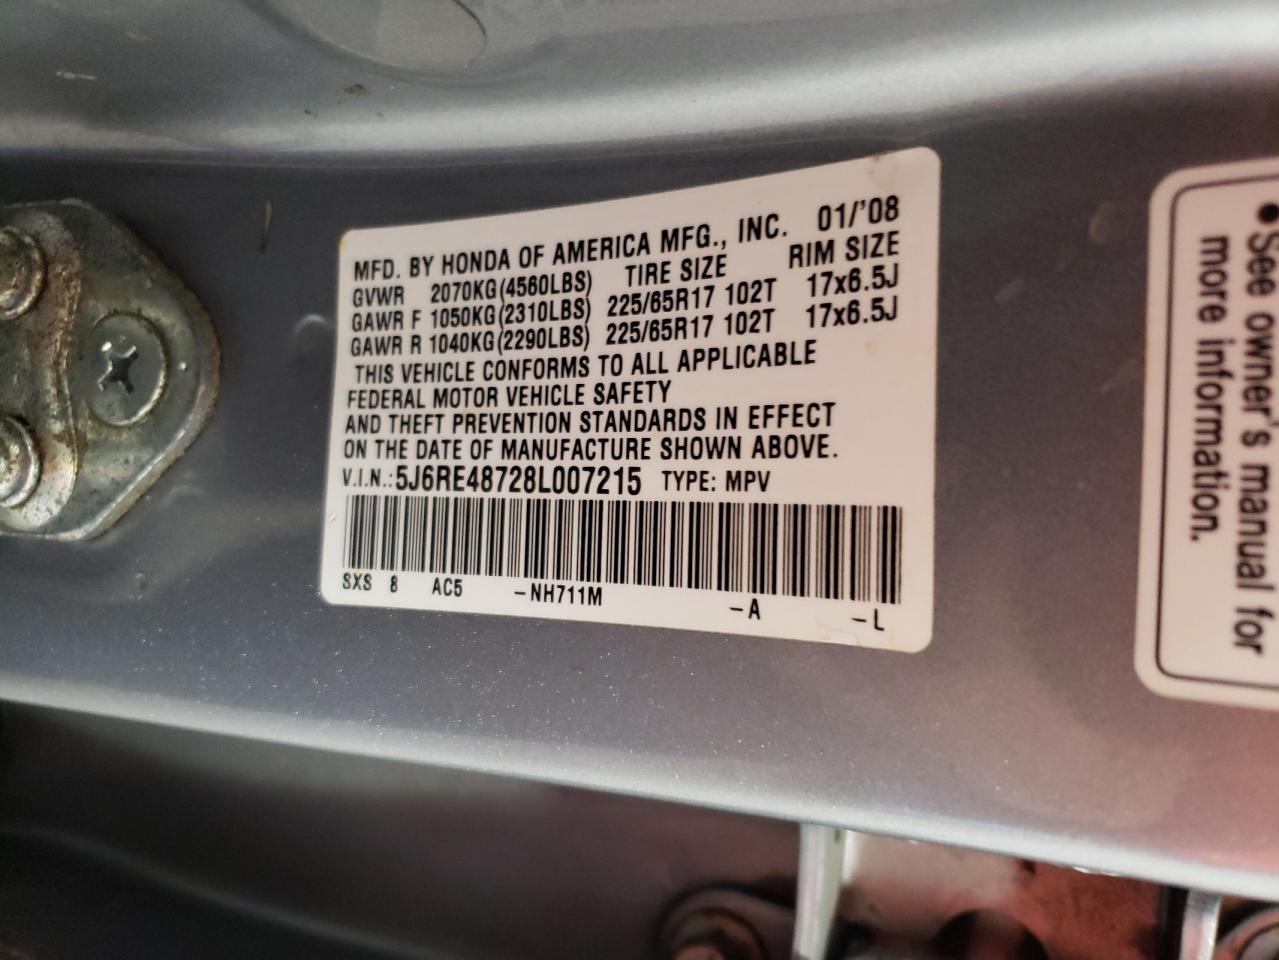 MFD. BY HONDA OF AMERICA MFG., INC. 01/'08
GVWR 2070KG(4560LBS) TIRE SIZE RIM SIZE
GAWR F 1050KG(2310LBS) 225/65R17 102T 17x6.5J
GAWR R 1040KG(2290LBS) 225/65R17 102T 17x6.5J
THIS VEHICLE CONFORMS TO ALL APPLICABLE
FEDERAL MOTOR VEHICLE SAFETY
AND THEFT PREVENTION STANDARDS IN EFFECT
ON THE DATE OF MANUFACTURE SHOWN ABOVE.
V.I.N.:5J6RE48728L007215 TYPE: MPV
SXS 8 AC5 -NH711M -A -L
● See owner's manual for
more information.